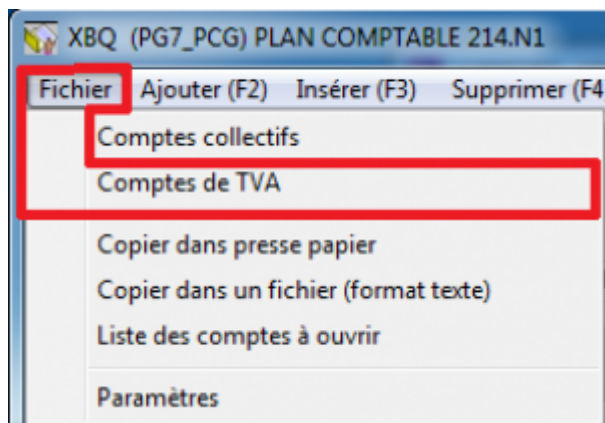 XBQ (PG7_PCG) PLAN COMPTABLE 214.N1
Fichier Ajouter (F2) Insérer (F3) Supprimer (F4
Comptes collectifs
Comptes de TVA
Copier dans presse papier
Copier dans un fichier (format texte)
Liste des comptes à ouvrir
Paramètres